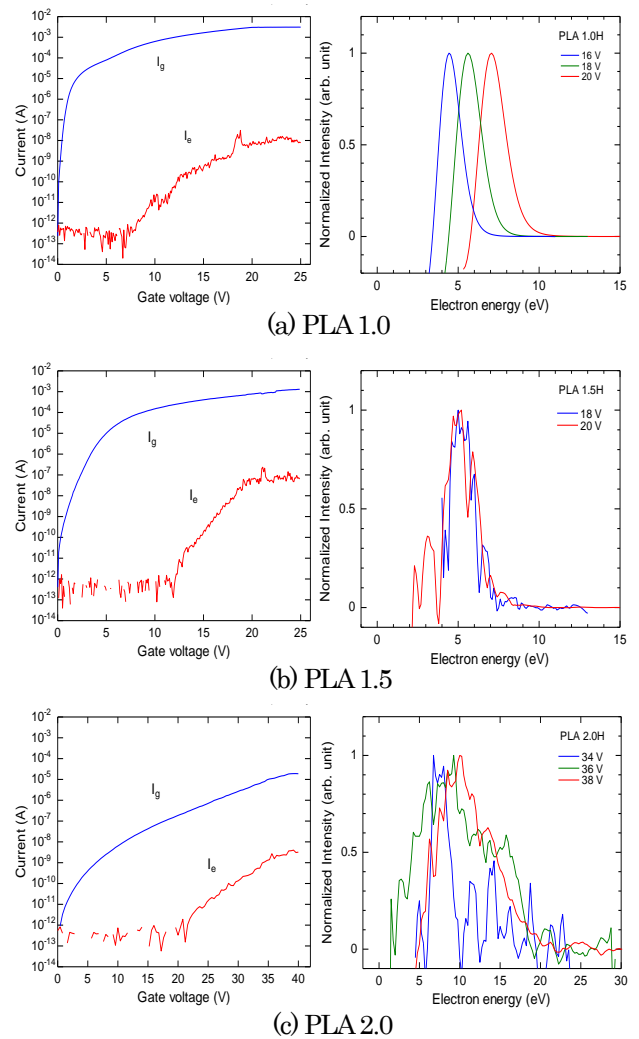 10⁻²
10⁻³
10⁻⁴
10⁻⁵
10⁻⁶
10⁻⁷
10⁻⁸
10⁻⁹
10⁻¹⁰
10⁻¹¹
10⁻¹²
10⁻¹³
10⁻¹⁴
Current (A)
I_g
I_e
0 5 10 15 20 25
Gate voltage (V)
Normalized Intensity (arb. unit)
1
0.5
0
PLA 1.0H
16 V
18 V
20 V
0 5 10 15
Electron energy (eV)
(a) PLA 1.0
10⁻²
10⁻³
10⁻⁴
10⁻⁵
10⁻⁶
10⁻⁷
10⁻⁸
10⁻⁹
10⁻¹⁰
10⁻¹¹
10⁻¹²
10⁻¹³
10⁻¹⁴
Current (A)
I_g
I_e
0 5 10 15 20 25
Gate voltage (V)
Normalized Intensity (arb. unit)
1
0.5
0
PLA 1.5H
18 V
20 V
0 5 10 15
Electron energy (eV)
(b) PLA 1.5
10⁻²
10⁻³
10⁻⁴
10⁻⁵
10⁻⁶
10⁻⁷
10⁻⁸
10⁻⁹
10⁻¹⁰
10⁻¹¹
10⁻¹²
10⁻¹³
10⁻¹⁴
Current (A)
I_g
I_e
0 5 10 15 20 25 30 35 40
Gate voltage (V)
Normalized Intensity (arb. unit)
1
0.5
0
PLA 2.0H
34 V
36 V
38 V
0 5 10 15 20 25 30
Electron energy (eV)
(c) PLA 2.0